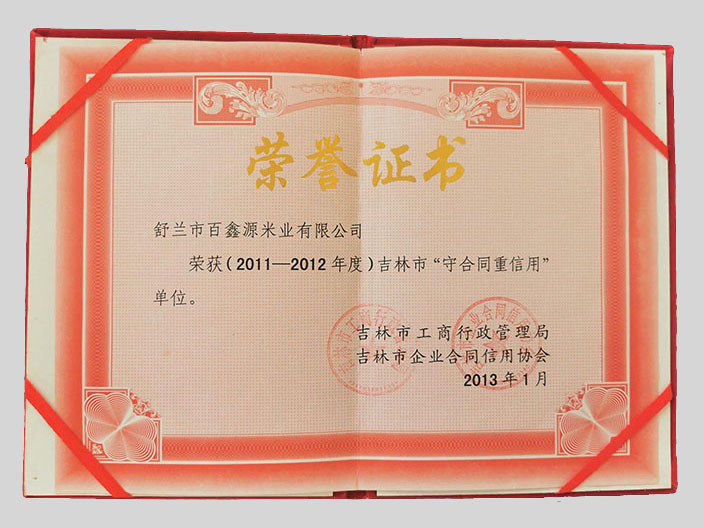 荣誉证书
舒兰市百鑫源米业有限公司
荣获(2011—2012年度)吉林市“守合同重信用”
单位。
吉林市工商行政管理局
吉林市企业合同信用协会
2013年1月